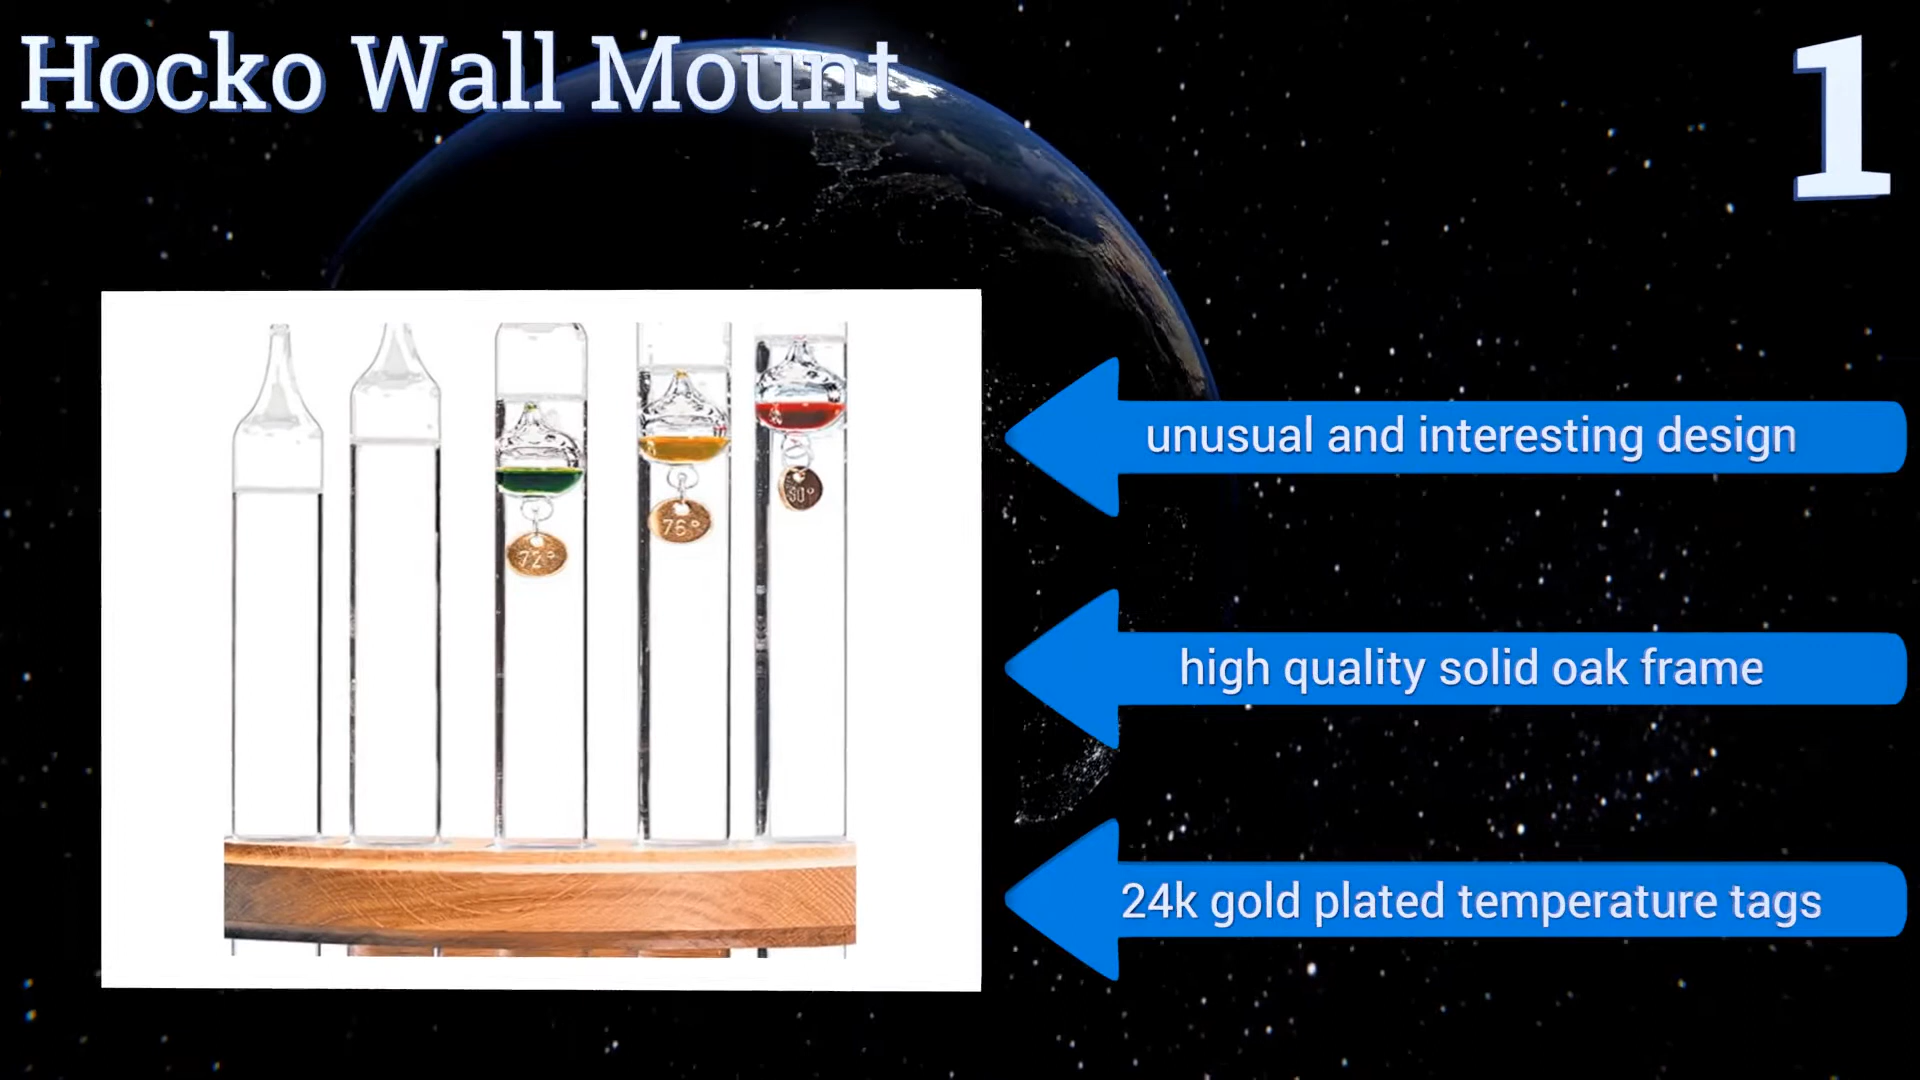 Hocko Wall Mount
1
unusual and interesting design
high quality solid oak frame
24k gold plated temperature tags
72°
76°